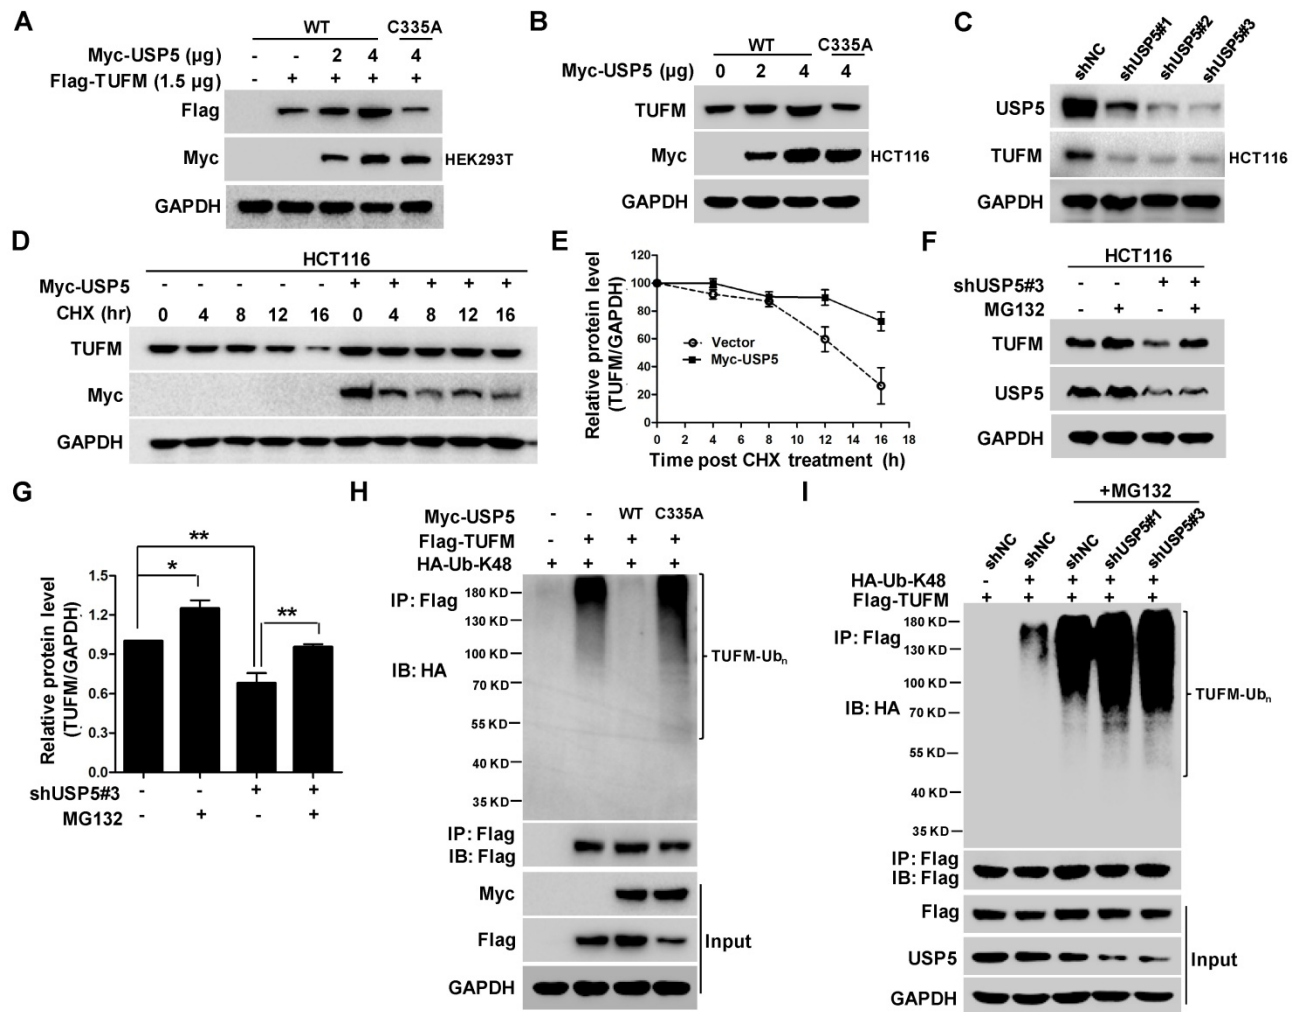 A
WT C335A
Myc-USP5 (µg) - - 2 4 4
Flag-TUFM (1.5 µg) - + + + +
Flag
Myc HEK293T
GAPDH
B
WT C335A
Myc-USP5 (µg) 0 2 4 4
TUFM
Myc HCT116
GAPDH
C
shNC shUSP5#1 shUSP5#2 shUSP5#3
USP5
TUFM HCT116
GAPDH
D
HCT116
Myc-USP5 - - - - - + + + + +
CHX (hr) 0 4 8 12 16 0 4 8 12 16
TUFM
Myc
GAPDH
E
Relative protein level
(TUFM/GAPDH)
120
100
80
60
40
20
0
Vector
Myc-USP5
0 2 4 6 8 10 12 14 16 18
Time post CHX treatment (h)
F
HCT116
shUSP5#3 - - + +
MG132 - + - +
TUFM
USP5
GAPDH
G
Relative protein level
(TUFM/GAPDH)
**
* **
1.5
1.2
0.9
0.6
0.3
0.0
shUSP5#3 - - + +
MG132 - + - +
H
Myc-USP5 - - WT C335A
Flag-TUFM - + + +
HA-Ub-K48 + + + +
IP: Flag
IB: HA
180 KD
130 KD
100 KD
70 KD
55 KD
40 KD
35 KD
TUFM-Ubn
IP: Flag
IB: Flag
Myc
Flag
GAPDH
Input
I
+MG132
shNC shNC shNC shUSP5#1 shUSP5#3
HA-Ub-K48 - + + + +
Flag-TUFM + + + + +
IP: Flag
IB: HA
180 KD
130 KD
100 KD
70 KD
55 KD
40 KD
35 KD
TUFM-Ubn
IP: Flag
IB: Flag
Flag
USP5
GAPDH
Input